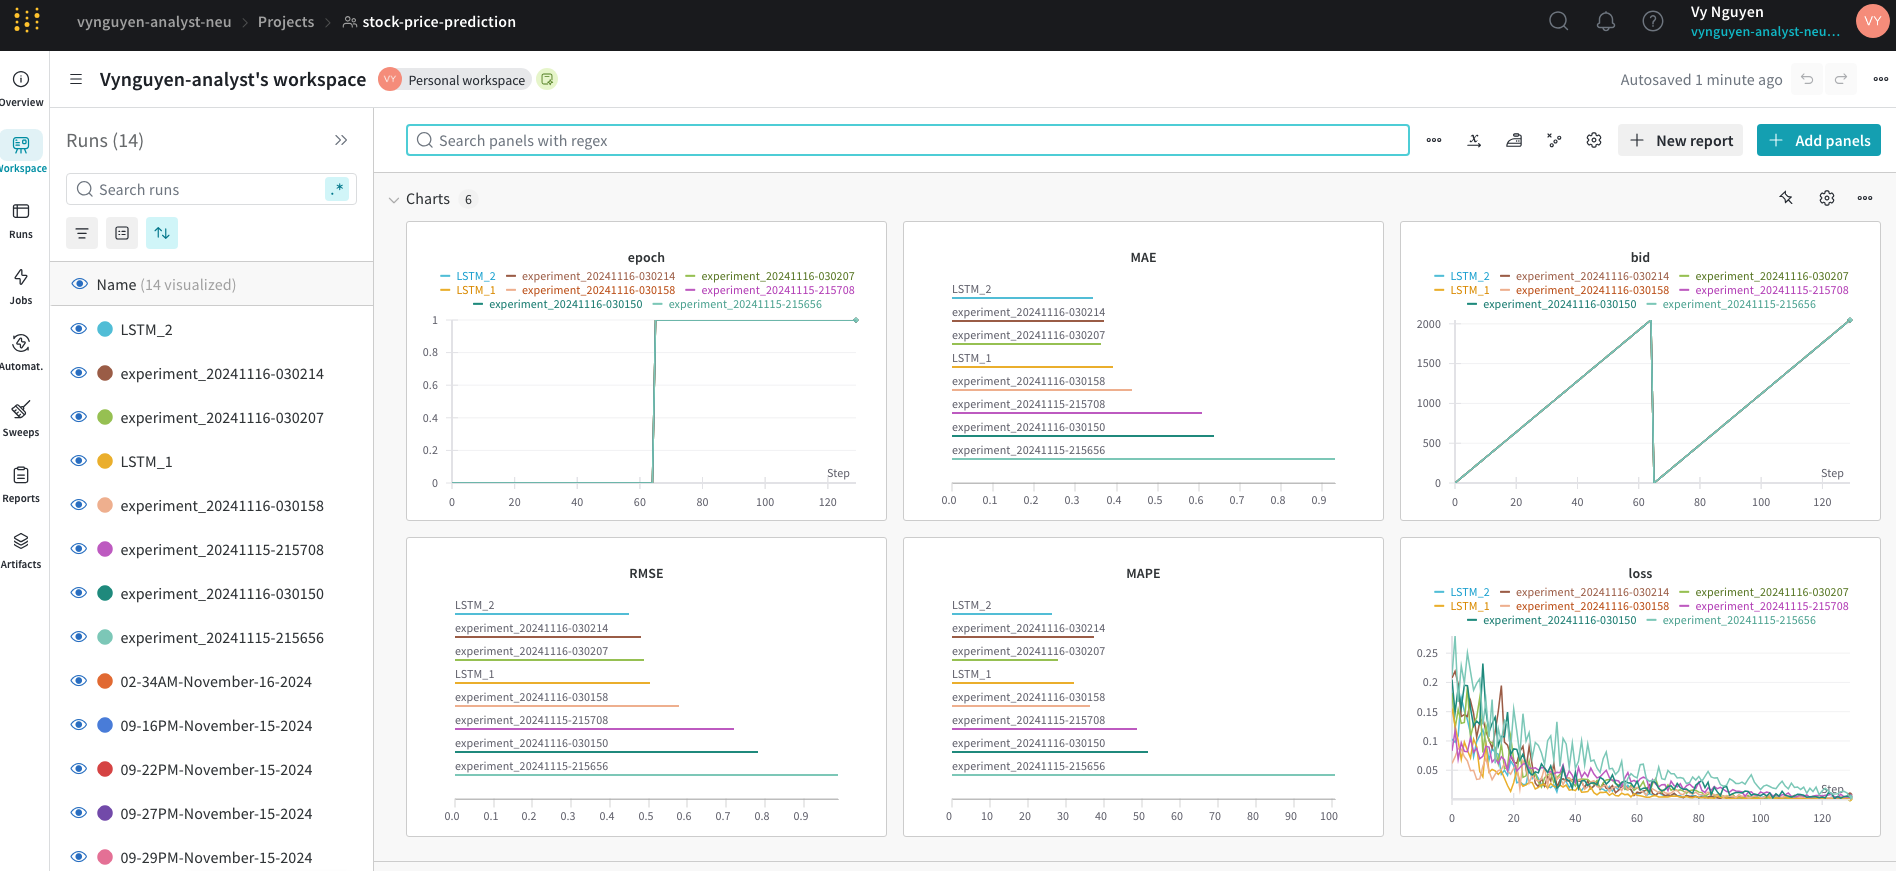 vynguyen-analyst-neu > Projects > stock-price-prediction
Vy Nguyen
vynguyen-analyst-neu...
VY
Vynguyen-analyst's workspace VY Personal workspace
Autosaved 1 minute ago
Overview
Workspace
Runs
Jobs
Automat.
Sweeps
Reports
Artifacts
Runs (14)
Search runs .*
Name (14 visualized)
LSTM_2
experiment_20241116-030214
experiment_20241116-030207
LSTM_1
experiment_20241116-030158
experiment_20241115-215708
experiment_20241116-030150
experiment_20241115-215656
02-34AM-November-16-2024
09-16PM-November-15-2024
09-22PM-November-15-2024
09-27PM-November-15-2024
09-29PM-November-15-2024
Search panels with regex
New report
Add panels
Charts 6
epoch
LSTM_2 experiment_20241116-030214 experiment_20241116-030207
LSTM_1 experiment_20241116-030158 experiment_20241115-215708
experiment_20241116-030150 experiment_20241115-215656
1
0.8
0.6
0.4
0.2
0
Step
0 20 40 60 80 100 120
MAE
LSTM_2
experiment_20241116-030214
experiment_20241116-030207
LSTM_1
experiment_20241116-030158
experiment_20241115-215708
experiment_20241116-030150
experiment_20241115-215656
0.0 0.1 0.2 0.3 0.4 0.5 0.6 0.7 0.8 0.9
bid
LSTM_2 experiment_20241116-030214 experiment_20241116-030207
LSTM_1 experiment_20241116-030158 experiment_20241115-215708
experiment_20241116-030150 experiment_20241115-215656
2000
1500
1000
500
0
Step
0 20 40 60 80 100 120
RMSE
LSTM_2
experiment_20241116-030214
experiment_20241116-030207
LSTM_1
experiment_20241116-030158
experiment_20241115-215708
experiment_20241116-030150
experiment_20241115-215656
0.0 0.1 0.2 0.3 0.4 0.5 0.6 0.7 0.8 0.9
MAPE
LSTM_2
experiment_20241116-030214
experiment_20241116-030207
LSTM_1
experiment_20241116-030158
experiment_20241115-215708
experiment_20241116-030150
experiment_20241115-215656
0 10 20 30 40 50 60 70 80 90 100
loss
LSTM_2 experiment_20241116-030214 experiment_20241116-030207
LSTM_1 experiment_20241116-030158 experiment_20241115-215708
experiment_20241116-030150 experiment_20241115-215656
0.25
0.2
0.15
0.1
0.05
Step
0 20 40 60 80 100 120